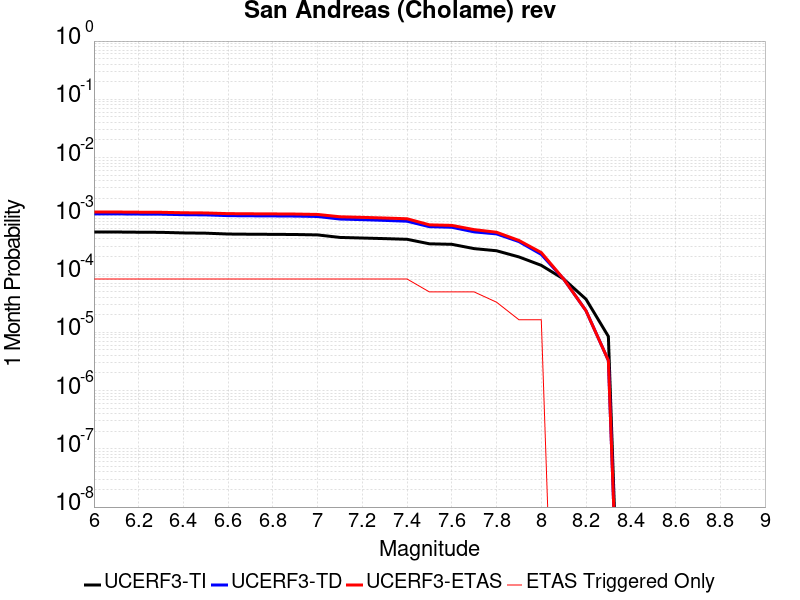 San Andreas (Cholame) rev
10^0
10^-1
10^-2
10^-3
10^-4
10^-5
10^-6
10^-7
10^-8
1 Month Probability
6 6.2 6.4 6.6 6.8 7 7.2 7.4 7.6 7.8 8 8.2 8.4 8.6 8.8 9
Magnitude
UCERF3-TI UCERF3-TD UCERF3-ETAS ETAS Triggered Only